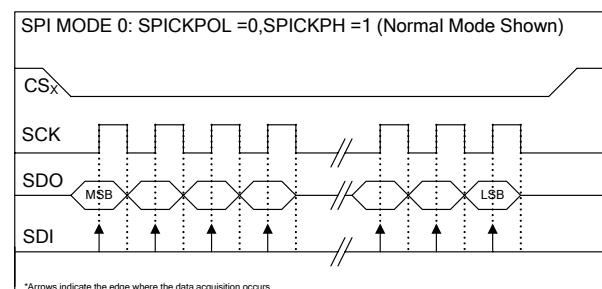 SPI MODE 0: SPICKPOL =0,SPICKPH =1 (Normal Mode Shown)
CSX
SCK
SDO
MSB
LSB
SDI
*Arrows indicate the edge where the data acquisition occurs